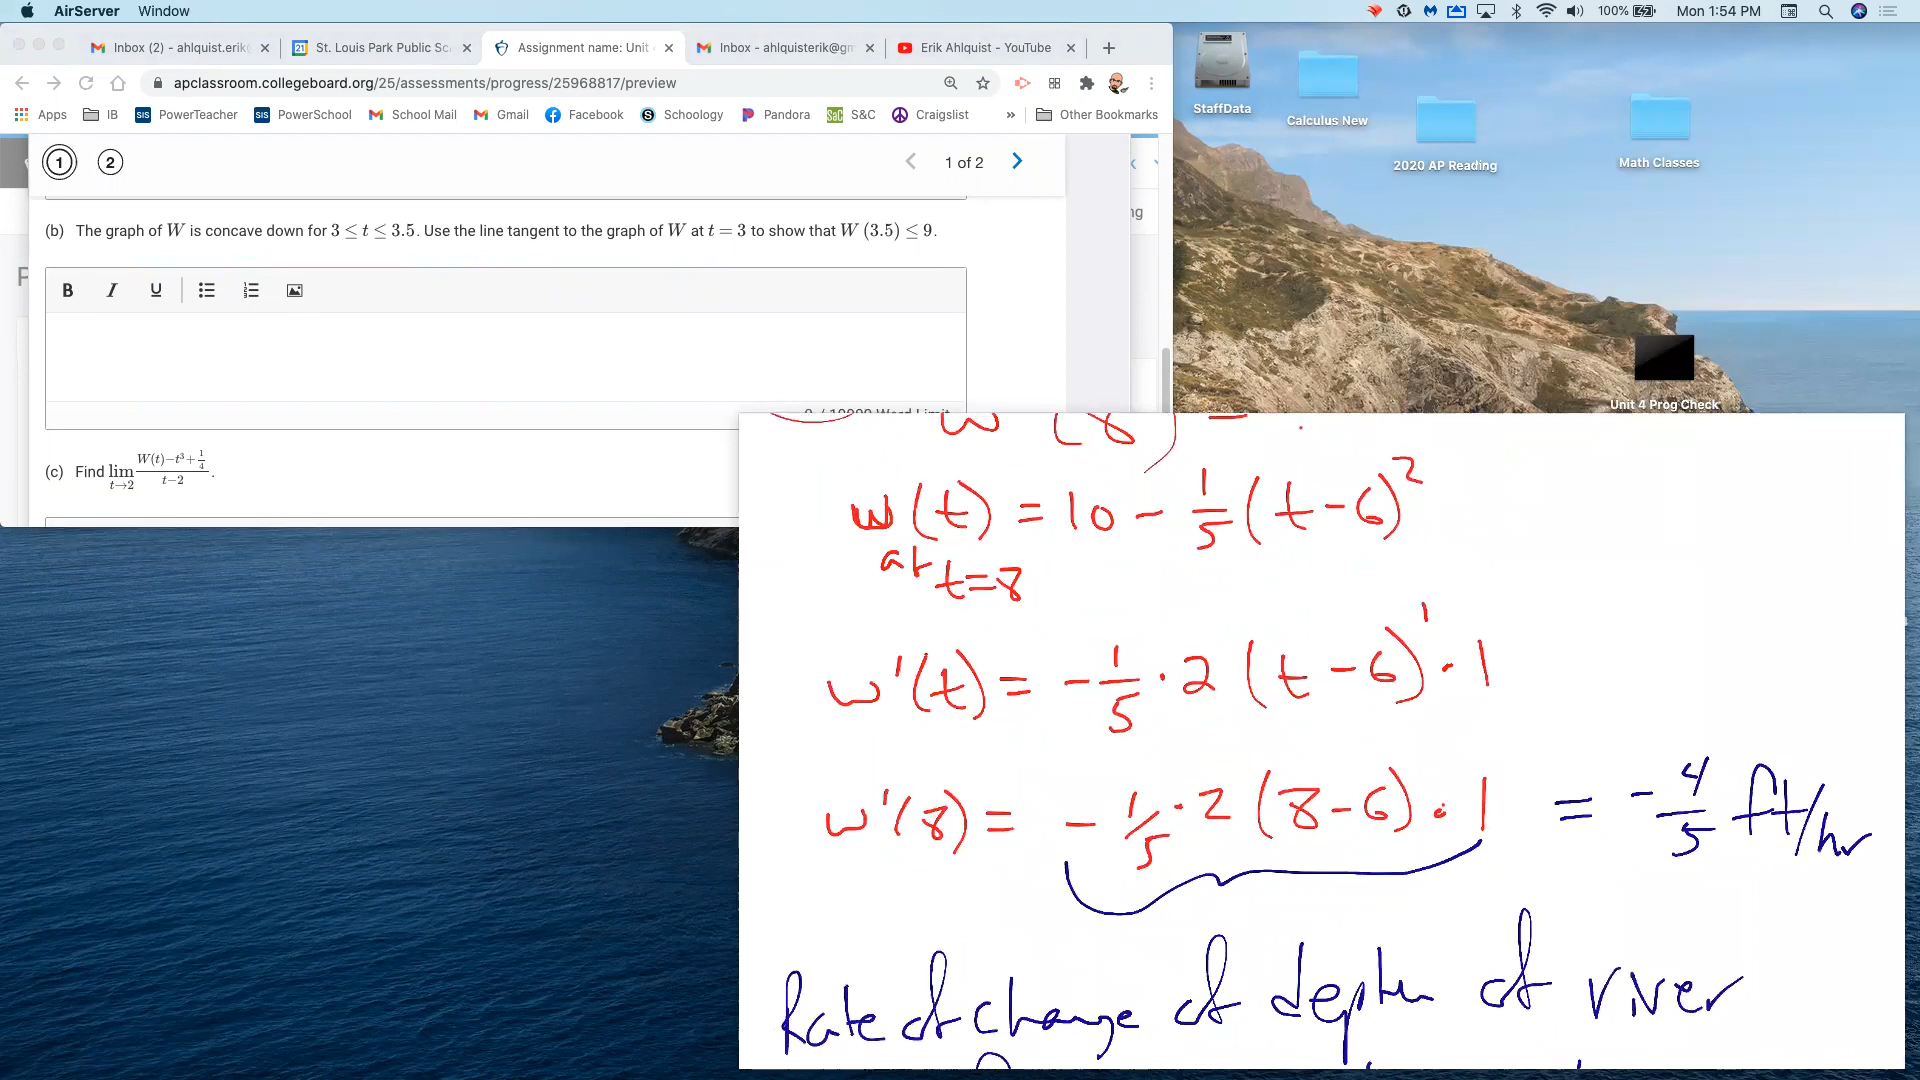 AirServer Window 100% Mon 1:54 PM
Inbox (2) - ahlquist.erik
21 St. Louis Park Public Sc
Assignment name: Unit
Inbox - ahlquisterik@gm
Erik Ahlquist - YouTube
apclassroom.collegeboard.org/25/assessments/progress/25968817/preview
Apps IB SIS PowerTeacher SIS PowerSchool School Mail Gmail Facebook Schoology Pandora S&C Craigslist » Other Bookmarks
StaffData
Calculus New
2020 AP Reading
Math Classes
Unit 4 Prog Check
1 2 1 of 2
(b) The graph of W is concave down for 3 ≤ t ≤ 3.5. Use the line tangent to the graph of W at t = 3 to show that W (3.5) ≤ 9.
B I U
(c) Find lim t→2 (W(t)−t³+1/4)/(t−2).
w (8) =
w(t) = 10 - 1/5 (t-6)²
at t=8
w'(t) = - 1/5 · 2 (t-6)¹ · 1
w'(8) = - 1/5 · 2 (8-6) · 1 = - 4/5 ft/hr
Rate of change of depth of river